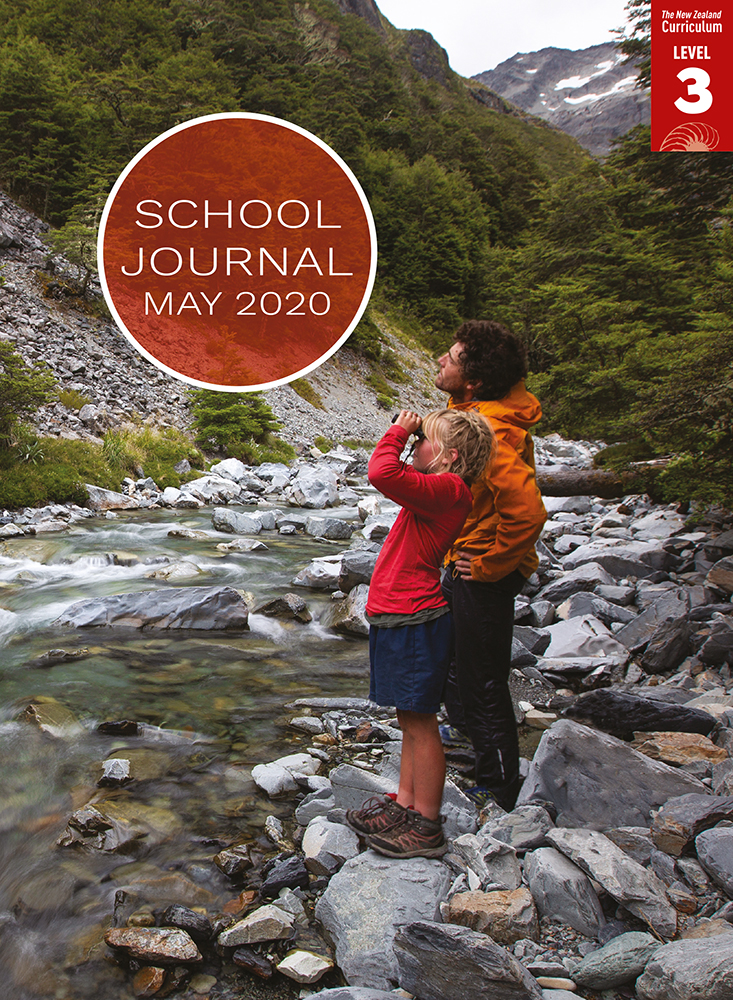 The New Zealand
Curriculum
LEVEL
3
SCHOOL
JOURNAL
MAY 2020